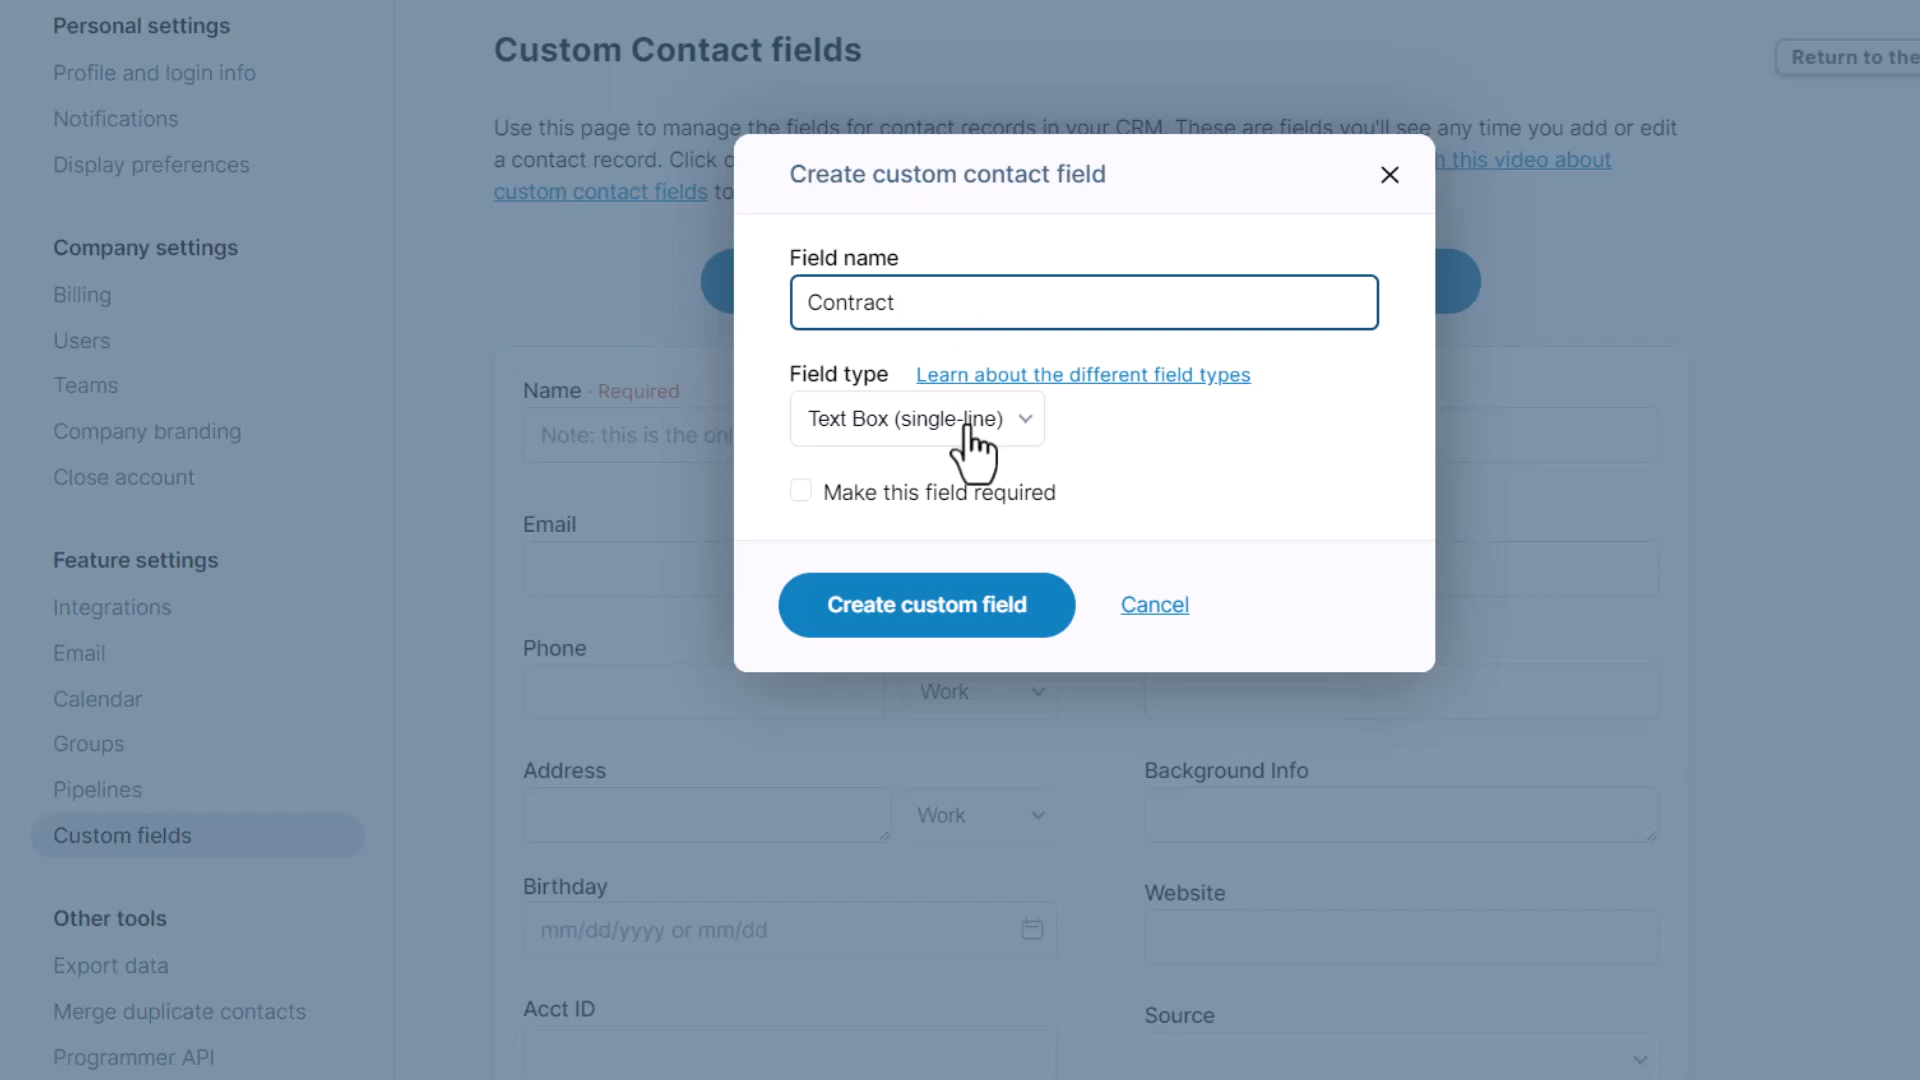 Personal settings
Profile and login info
Notifications
Display preferences
Company settings
Billing
Users
Teams
Company branding
Close account
Feature settings
Integrations
Email
Calendar
Groups
Pipelines
Custom fields
Other tools
Export data
Merge duplicate contacts
Programmer API
Custom Contact fields
Return to the
Use this page to manage the fields for contact records in your CRM. These are fields you'll see any time you add or edit
a contact record. Click
this video about
custom contact fields to
Create custom contact field
Field name
Contract
Field type Learn about the different field types
Text Box (single-line)
Make this field required
Create custom field Cancel
Name · Required
Note: this is the
Email
Phone
Work
Address
Work
Background Info
Birthday
mm/dd/yyyy or mm/dd
Website
Acct ID
Source